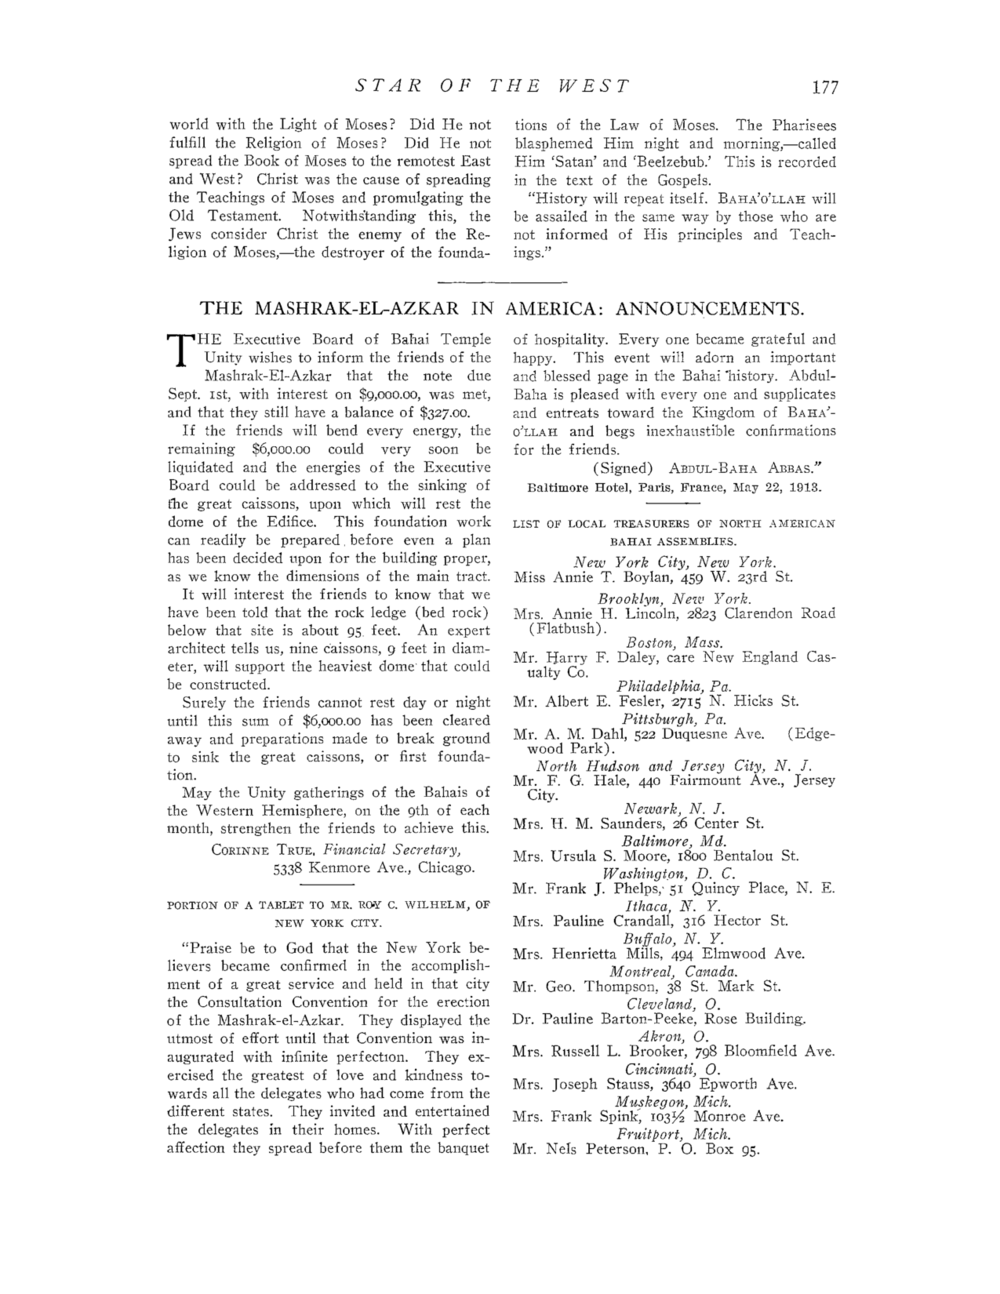 STAR OF THE WEST 177
world with the Light of Moses? Did He not
fulfill the Religion of Moses? Did He not
spread the Book of Moses to the remotest East
and West? Christ was the cause of spreading
the Teachings of Moses and promulgating the
Old Testament. Notwithstanding this, the
Jews consider Christ the enemy of the Re-
ligion of Moses,—the destroyer of the founda-
tions of the Law of Moses. The Pharisees
blasphemed Him night and morning,—called
Him ‘Satan’ and ‘Beelzebub.’ This is recorded
in the text of the Gospels.
“History will repeat itself. BAHA’O’LLAH will
be assailed in the same way by those who are
not informed of His principles and Teach-
ings.”
THE MASHRAK-EL-AZKAR IN AMERICA: ANNOUNCEMENTS.
THE Executive Board of Bahai Temple
Unity wishes to inform the friends of the
Mashrak-El-Azkar that the note due
Sept. 1st, with interest on $9,000.00, was met,
and that they still have a balance of $327.00.
If the friends will bend every energy, the
remaining $6,000.00 could very soon be
liquidated and the energies of the Executive
Board could be addressed to the sinking of
the great caissons, upon which will rest the
dome of the Edifice. This foundation work
can readily be prepared before even a plan
has been decided upon for the building proper,
as we know the dimensions of the main tract.
It will interest the friends to know that we
have been told that the rock ledge (bed rock)
below that site is about 95 feet. An expert
architect tells us, nine caissons, 9 feet in diam-
eter, will support the heaviest dome that could
be constructed.
Surely the friends cannot rest day or night
until this sum of $6,000.00 has been cleared
away and preparations made to break ground
to sink the great caissons, or first founda-
tion.
May the Unity gatherings of the Bahais of
the Western Hemisphere, on the 9th of each
month, strengthen the friends to achieve this.
CORINNE TRUE, Financial Secretary,
5338 Kenmore Ave., Chicago.
PORTION OF A TABLET TO MR. ROY C. WILHELM, OF
NEW YORK CITY.
“Praise be to God that the New York be-
lievers became confirmed in the accomplish-
ment of a great service and held in that city
the Consultation Convention for the erection
of the Mashrak-el-Azkar. They displayed the
utmost of effort until that Convention was in-
augurated with infinite perfection. They ex-
ercised the greatest of love and kindness to-
wards all the delegates who had come from the
different states. They invited and entertained
the delegates in their homes. With perfect
affection they spread before them the banquet
of hospitality. Every one became grateful and
happy. This event will adorn an important
and blessed page in the Bahai history. Abdul-
Baha is pleased with every one and supplicates
and entreats toward the Kingdom of BAHA’-
O’LLAH and begs inexhaustible confirmations
for the friends.
(Signed) ABDUL-BAHA ABBAS.”
Baltimore Hotel, Paris, France, May 22, 1913.
LIST OF LOCAL TREASURERS OF NORTH AMERICAN
BAHAI ASSEMBLIES.
New York City, New York.
Miss Annie T. Boylan, 459 W. 23rd St.
Brooklyn, New York.
Mrs. Annie H. Lincoln, 2823 Clarendon Road
(Flatbush).
Boston, Mass.
Mr. Harry F. Daley, care New England Cas-
ualty Co.
Philadelphia, Pa.
Mr. Albert E. Fesler, 2715 N. Hicks St.
Pittsburgh, Pa.
Mr. A. M. Dahl, 522 Duquesne Ave. (Edge-
wood Park).
North Hudson and Jersey City, N. J.
Mr. F. G. Hale, 440 Fairmount Ave., Jersey
City.
Newark, N. J.
Mrs. H. M. Saunders, 26 Center St.
Baltimore, Md.
Mrs. Ursula S. Moore, 1800 Bentalou St.
Washington, D. C.
Mr. Frank J. Phelps, 51 Quincy Place, N. E.
Ithaca, N. Y.
Mrs. Pauline Crandall, 316 Hector St.
Buffalo, N. Y.
Mrs. Henrietta Mills, 494 Elmwood Ave.
Montreal, Canada.
Mr. Geo. Thompson, 38 St. Mark St.
Cleveland, O.
Dr. Pauline Barton-Peeke, Rose Building.
Akron, O.
Mrs. Russell L. Brooker, 798 Bloomfield Ave.
Cincinnati, O.
Mrs. Joseph Stauss, 3640 Epworth Ave.
Muskegon, Mich.
Mrs. Frank Spink, 103½ Monroe Ave.
Fruitport, Mich.
Mr. Nels Peterson, P. O. Box 95.